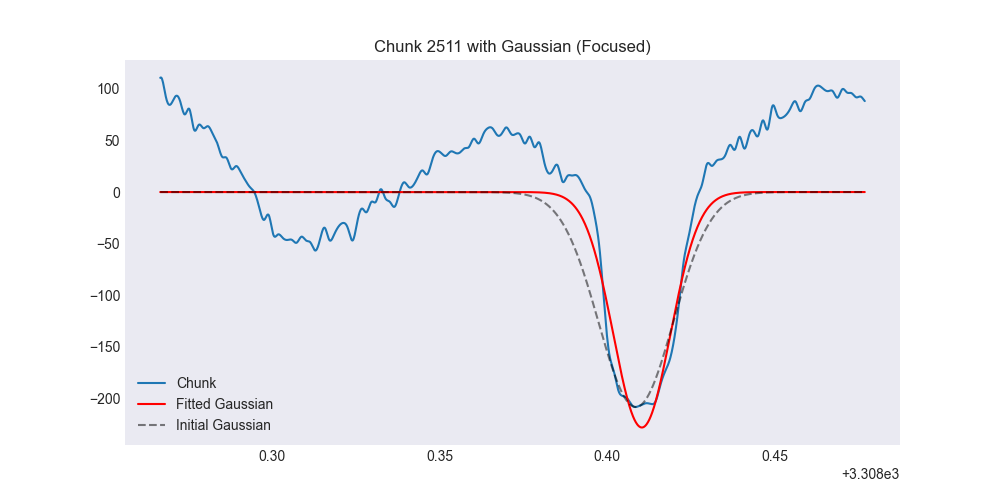 Chunk 2511 with Gaussian (Focused)
100
50
0
−50
−100
−150
−200
Chunk
Fitted Gaussian
Initial Gaussian
0.30 0.35 0.40 0.45
+3.308e3